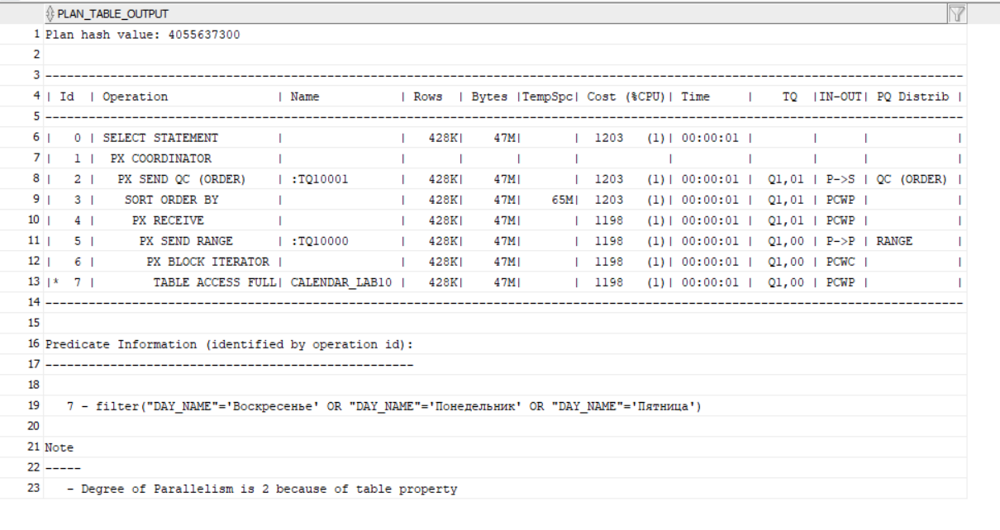 PLAN_TABLE_OUTPUT
1 Plan hash value: 4055637300
2
3 --------------------------------------------------------------------------------------------------------------------------------
4 | Id  | Operation               | Name           | Rows  | Bytes |TempSpc| Cost (%CPU)| Time     |    TQ  |IN-OUT| PQ Distrib |
5 --------------------------------------------------------------------------------------------------------------------------------
6 |   0 | SELECT STATEMENT        |                |   428K|    47M|       |  1203   (1)| 00:00:01 |        |      |            |
7 |   1 |  PX COORDINATOR         |                |       |       |       |            |          |        |      |            |
8 |   2 |   PX SEND QC (ORDER)    | :TQ10001       |   428K|    47M|       |  1203   (1)| 00:00:01 |  Q1,01 | P->S | QC (ORDER) |
9 |   3 |    SORT ORDER BY        |                |   428K|    47M|    65M|  1203   (1)| 00:00:01 |  Q1,01 | PCWP |            |
10 |   4 |     PX RECEIVE          |                |   428K|    47M|       |  1198   (1)| 00:00:01 |  Q1,01 | PCWP |            |
11 |   5 |      PX SEND RANGE      | :TQ10000       |   428K|    47M|       |  1198   (1)| 00:00:01 |  Q1,00 | P->P | RANGE      |
12 |   6 |       PX BLOCK ITERATOR |                |   428K|    47M|       |  1198   (1)| 00:00:01 |  Q1,00 | PCWC |            |
13 |*  7 |        TABLE ACCESS FULL| CALENDAR_LAB10 |   428K|    47M|       |  1198   (1)| 00:00:01 |  Q1,00 | PCWP |            |
14 --------------------------------------------------------------------------------------------------------------------------------
15
16 Predicate Information (identified by operation id):
17 ---------------------------------------------------
18
19    7 - filter("DAY_NAME"='Воскресенье' OR "DAY_NAME"='Понедельник' OR "DAY_NAME"='Пятница')
20
21 Note
22 -----
23    - Degree of Parallelism is 2 because of table property